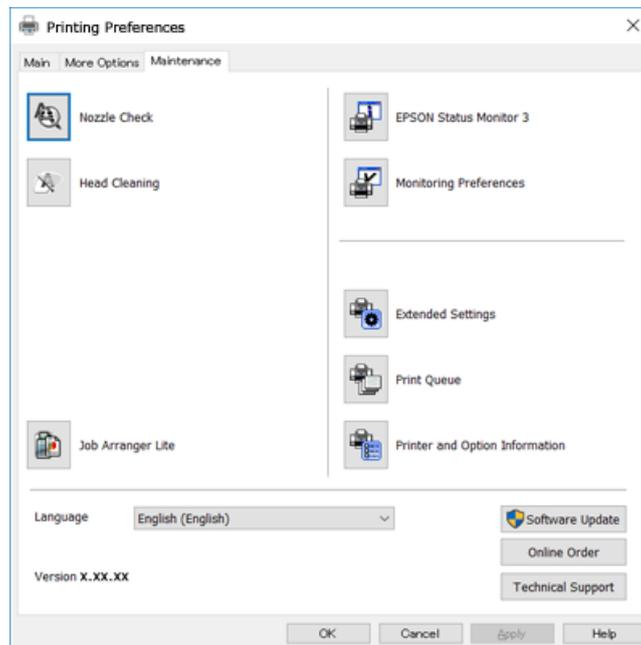 Printing Preferences
Main More Options Maintenance
Nozzle Check
Head Cleaning
Job Arranger Lite
EPSON Status Monitor 3
Monitoring Preferences
Extended Settings
Print Queue
Printer and Option Information
Language English (English)
Version X.XX.XX
Software Update
Online Order
Technical Support
OK Cancel Apply Help